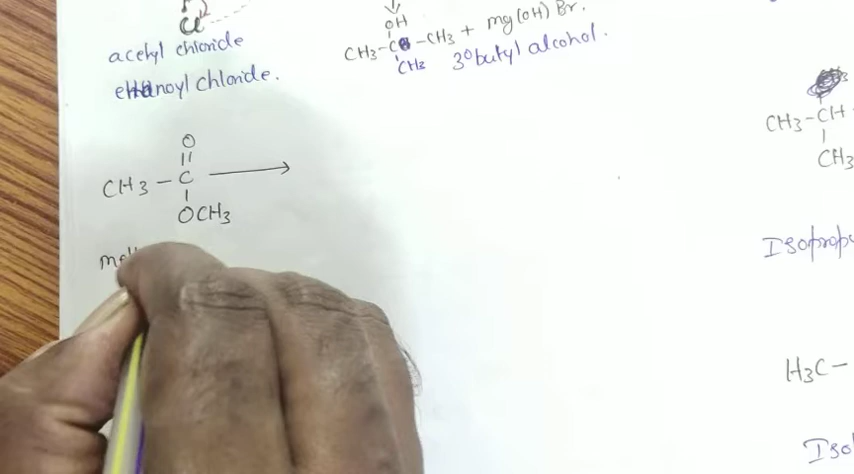 Cl
acetyl chloride
ethanoyl chloride.
OH
CH3-C-CH3 + mg(OH) Br.
CH3 3° butyl alcohol.
O
||
CH3 - C ⟶
OCH3
CH3-CH
CH3
H3C-